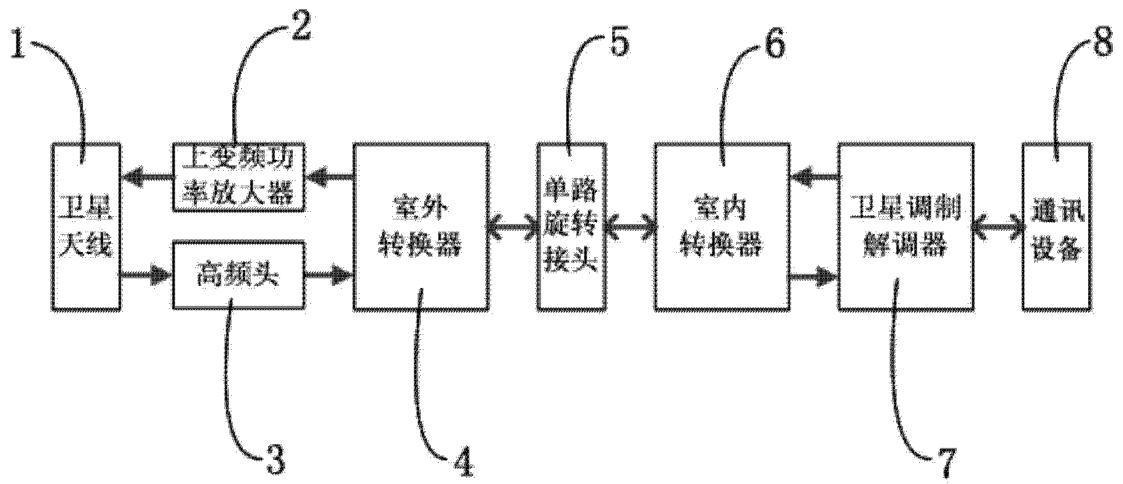 1
2
5
6
8
卫星
天线
上变频功
率放大器
高频头
室外
转换器
单路
旋转
接头
室内
转换器
卫星调制
解调器
通讯
设备
3
4
7